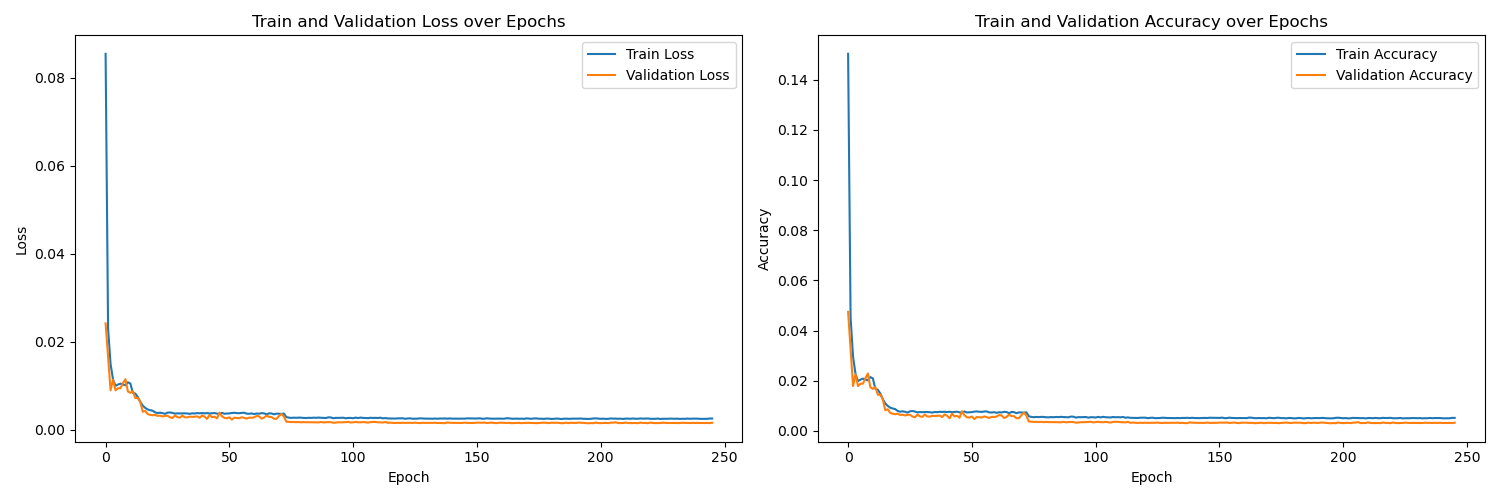 Train and Validation Loss over Epochs
Train Loss
Validation Loss
0.08
0.06
0.04
0.02
0.00
Loss
0
50
100
150
200
250
Epoch
Train and Validation Accuracy over Epochs
Train Accuracy
Validation Accuracy
0.14
0.12
0.10
0.08
0.06
0.04
0.02
0.00
Accuracy
0
50
100
150
200
250
Epoch